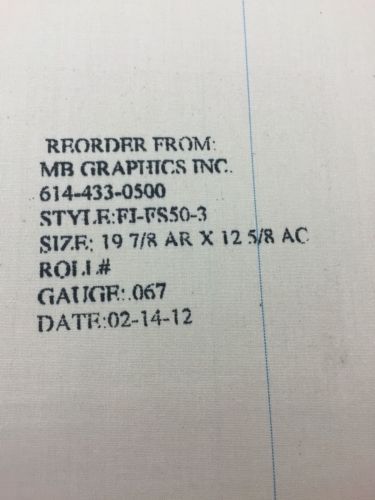 REORDER FROM:
MB GRAPHICS INC.
614-433-0500
STYLE:FJ-FS50-3
SIZE: 19 7/8 AR X 12 5/8 AC
ROLL#
GAUGE:.067
DATE:02-14-12